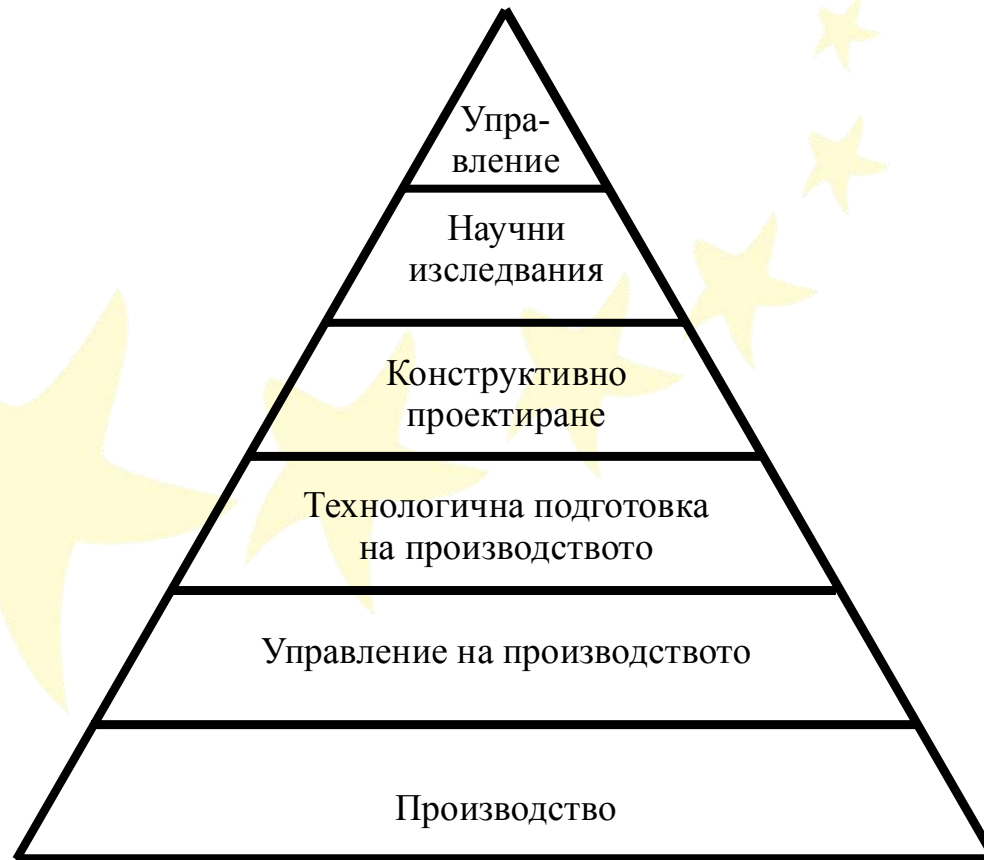 Упра-
вление
Научни
изследвания
Конструктивно
проектиране
Технологична подготовка
на производството
Управление на производството
Производство